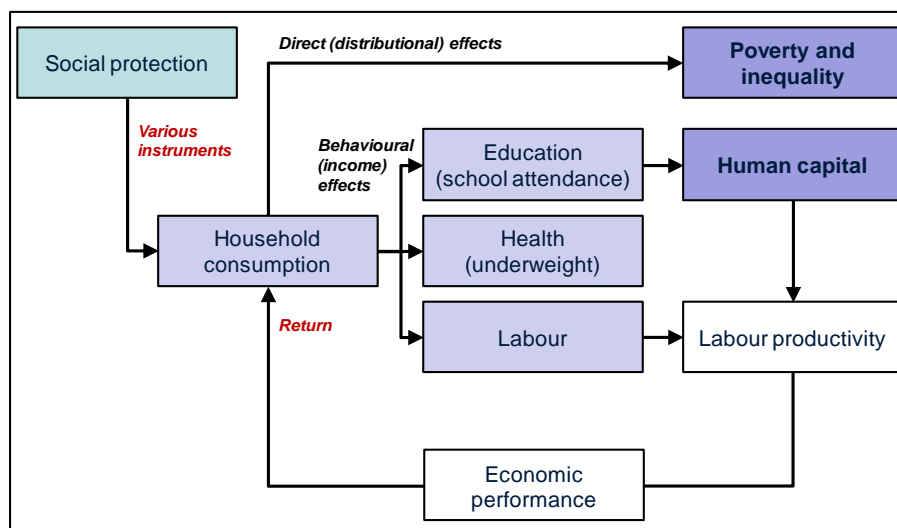 Social protection
Direct (distributional) effects
Poverty and
inequality
Various
instruments
Behavioural
(income)
effects
Education
(school attendance)
Human capital
Household
consumption
Health
(underweight)
Return
Labour
Labour productivity
Economic
performance